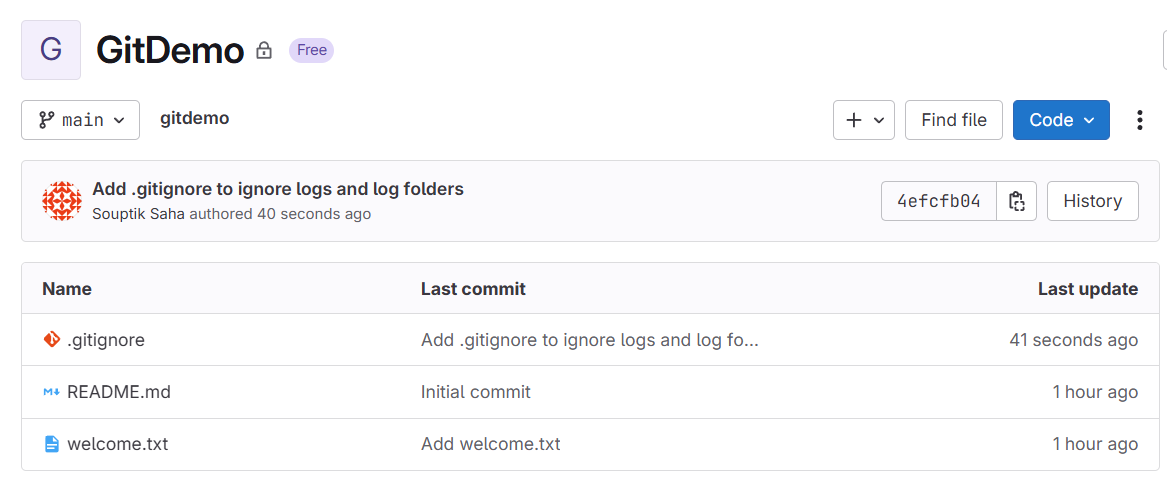 G GitDemo Free
main gitdemo Find file Code
Add .gitignore to ignore logs and log folders
Souptik Saha authored 40 seconds ago
4efcfb04 History
Name Last commit Last update
.gitignore Add .gitignore to ignore logs and log fo... 41 seconds ago
README.md Initial commit 1 hour ago
welcome.txt Add welcome.txt 1 hour ago